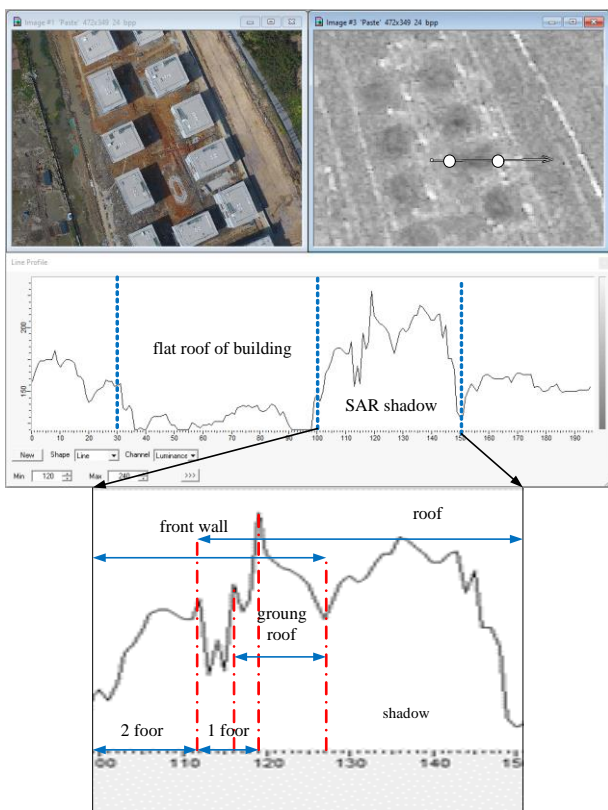 Image #1 'Paste' 472x349 24 bpp
Image #3 'Paste' 472x349 24 bpp
Line Profile
200
150
flat roof of building
SAR shadow
0 10 20 30 40 50 60 70 80 90 100 110 120 130 140 150 160 170 180 190
New Shape Line Channel Luminance
Min 120 Max 240 >>>
roof
front wall
groung
roof
shadow
2 foor 1 foor
00 110 120 130 140 150